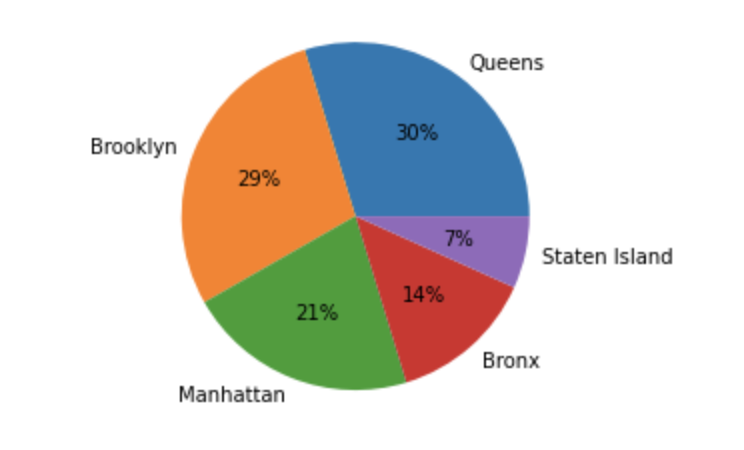 Queens
30%
Brooklyn
29%
7%
Staten Island
14%
21%
Bronx
Manhattan